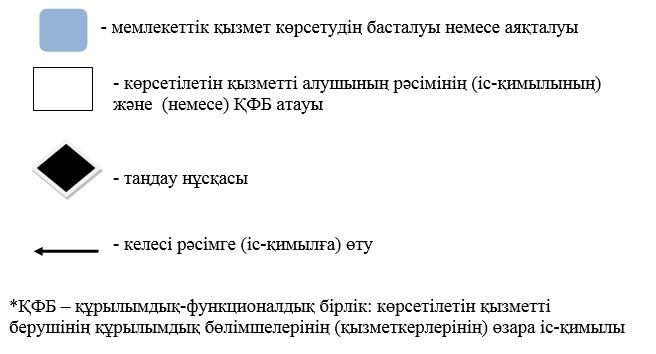 - мемлекеттік қызмет көрсетудің басталуы немесе аяқталуы
- көрсетілетін қызметті алушының рәсімінің (іс-қимылының)
және (немесе) ҚФБ атауы
- таңдау нұсқасы
- келесі рәсімге (іс-қимылға) өту
*ҚФБ – құрылымдық-функционалдық бірлік: көрсетілетін қызметті
берушінің құрылымдық бөлімшелерінің (қызметкерлерінің) өзара іс-қимылы